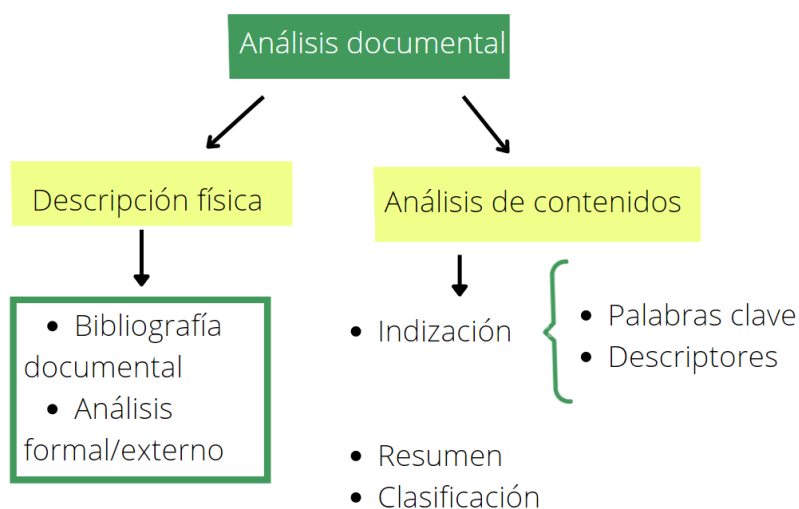 Análisis documental
Descripción física
Análisis de contenidos
• Bibliografía
documental
• Análisis
formal/externo
• Indización
• Palabras clave
• Descriptores
• Resumen
• Clasificación